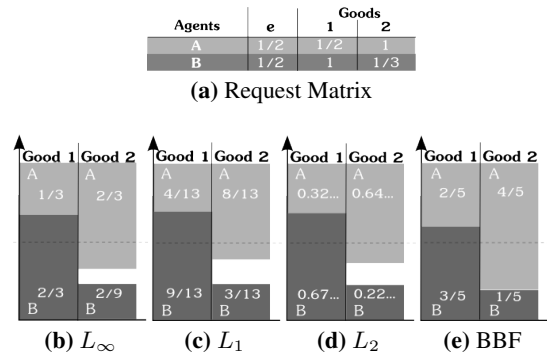 Goods
Agents e 1 2
A 1/2 1/2 1
B 1/2 1 1/3
(a) Request Matrix
Good 1 Good 2 Good 1 Good 2 Good 1 Good 2 Good 1 Good 2
A A A A A A A A
1/3 2/3 4/13 8/13 0.32... 0.64... 2/5 4/5
2/3 2/9 9/13 3/13 0.67... 0.22... 3/5 1/5
B B B B B B B B
(b) L∞ (c) L1 (d) L2 (e) BBF